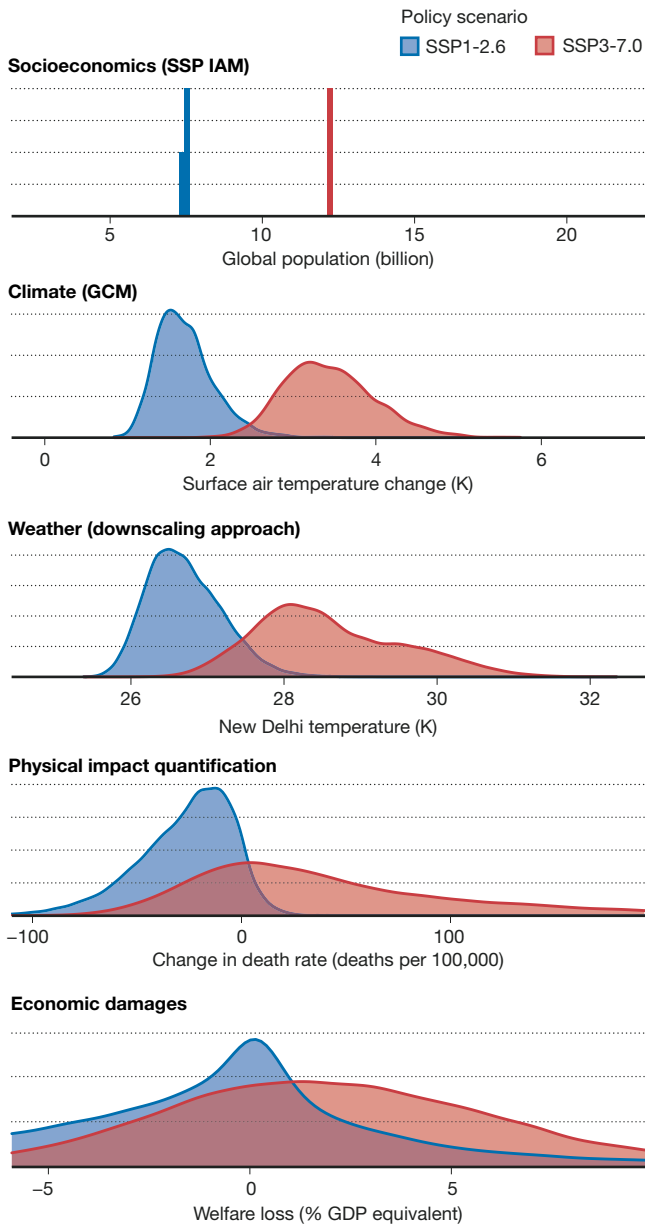 Policy scenario
SSP1-2.6 SSP3-7.0
Socioeconomics (SSP IAM)
5 10 15 20
Global population (billion)
Climate (GCM)
0 2 4 6
Surface air temperature change (K)
Weather (downscaling approach)
26 28 30 32
New Delhi temperature (K)
Physical impact quantification
−100 0 100
Change in death rate (deaths per 100,000)
Economic damages
−5 0 5
Welfare loss (% GDP equivalent)